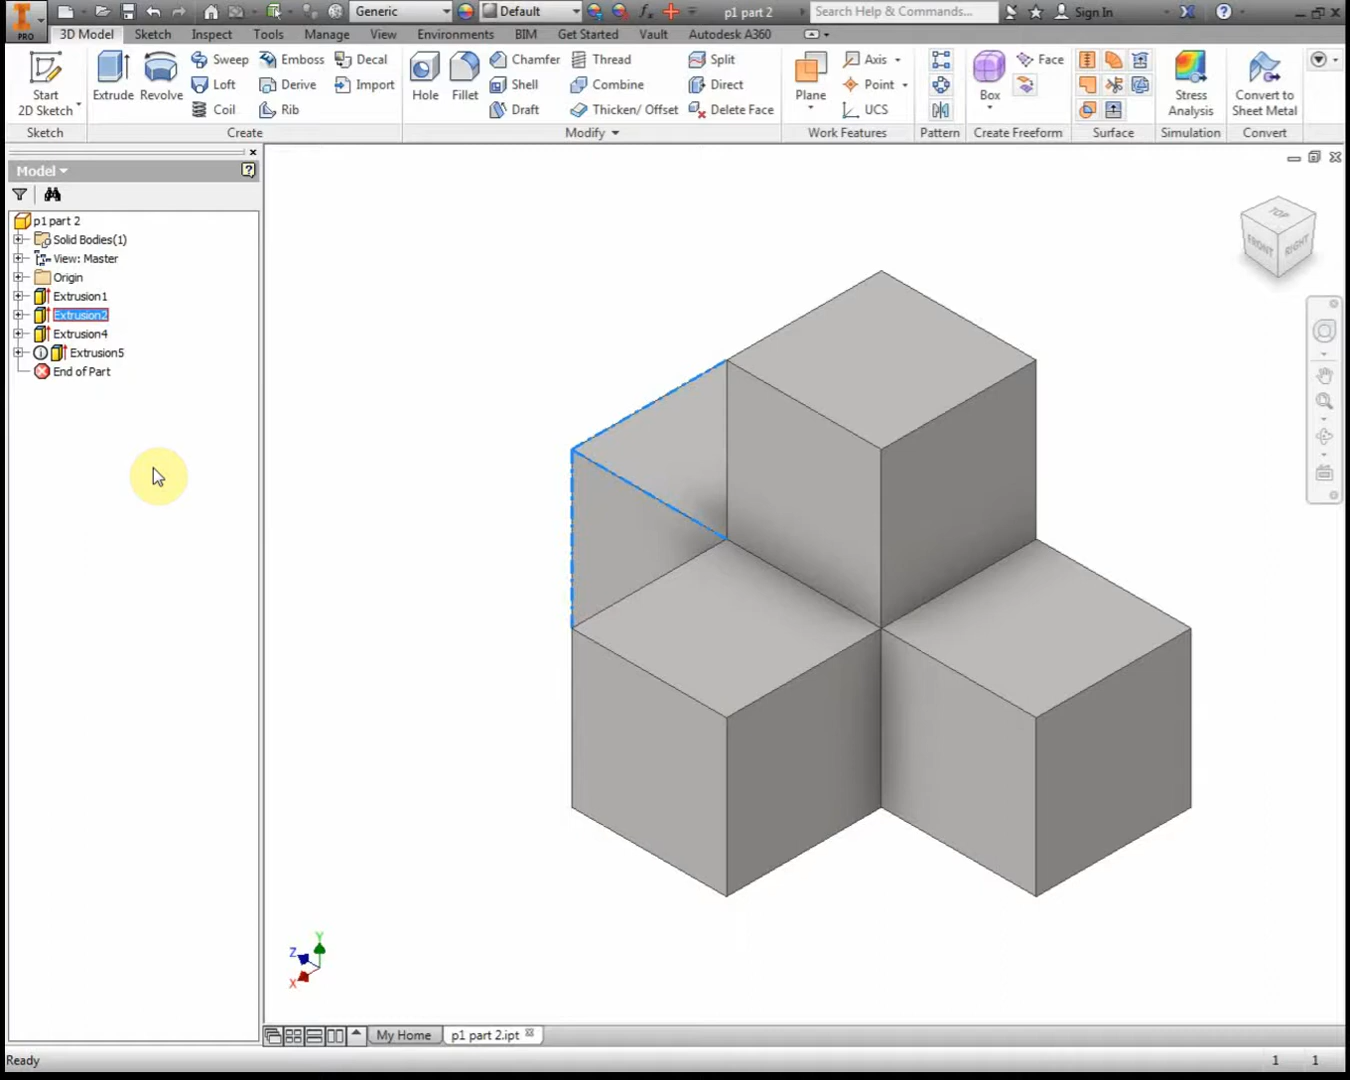 PRO
Generic
Default
p1 part 2
Search Help & Commands...
Sign In
3D Model
Sketch
Inspect
Tools
Manage
View
Environments
BIM
Get Started
Vault
Autodesk A360
Start
2D Sketch
Extrude
Revolve
Sweep
Loft
Coil
Emboss
Derive
Rib
Decal
Import
Hole
Fillet
Chamfer
Shell
Draft
Thread
Combine
Thicken/ Offset
Split
Direct
Delete Face
Plane
Axis
Point
UCS
Box
Face
Stress
Analysis
Convert to
Sheet Metal
Sketch
Create
Modify
Work Features
Pattern
Create Freeform
Surface
Simulation
Convert
Model
p1 part 2
Solid Bodies(1)
View: Master
Origin
Extrusion1
Extrusion2
Extrusion4
Extrusion5
End of Part
TOP
FRONT
RIGHT
Y
Z
X
My Home
p1 part 2.ipt
Ready
1
1